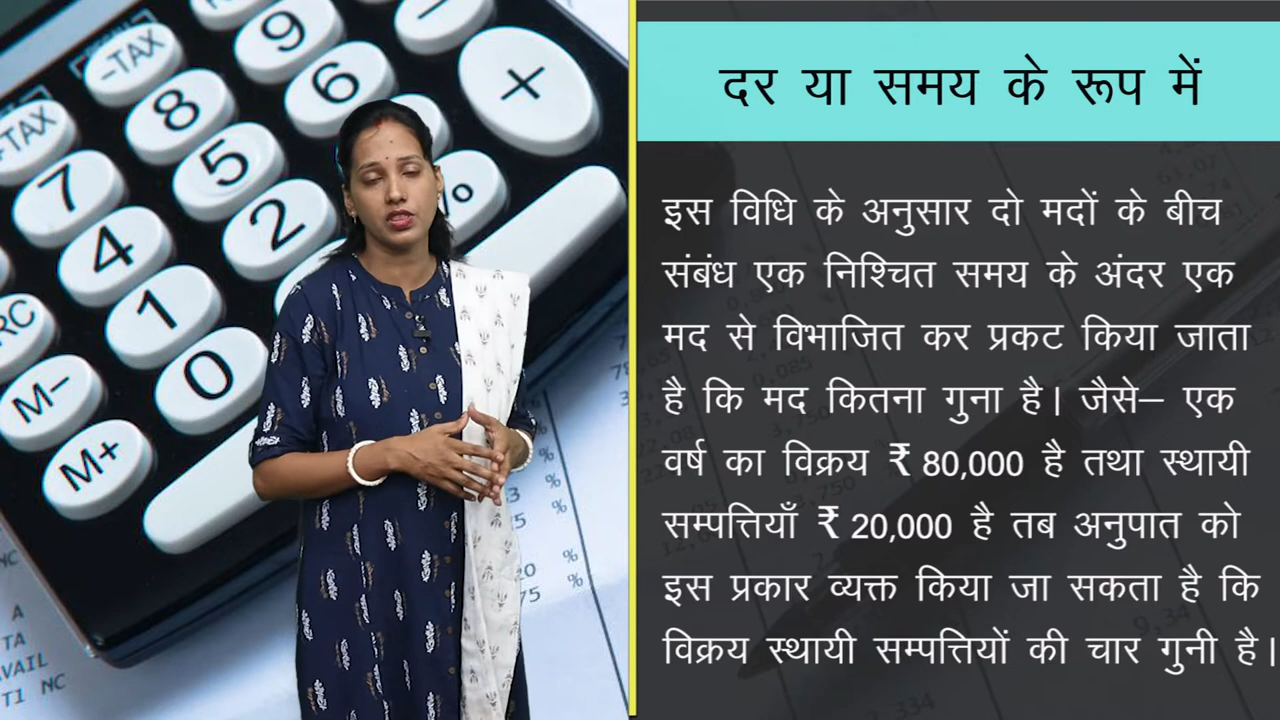 दर या समय के रूप में
इस विधि के अनुसार दो मदों के बीच
संबंध एक निश्चित समय के अंदर एक
मद से विभाजित कर प्रकट किया जाता
है कि मद कितना गुना है। जैसे– एक
वर्ष का विक्रय ₹ 80,000 है तथा स्थायी
सम्पत्तियाँ ₹ 20,000 है तब अनुपात को
इस प्रकार व्यक्त किया जा सकता है कि
विक्रय स्थायी सम्पत्तियों की चार गुनी है।
–TAX
9
–
+TAX
8
6
+
7
5
%
4
2
RC
1
M–
0
M+